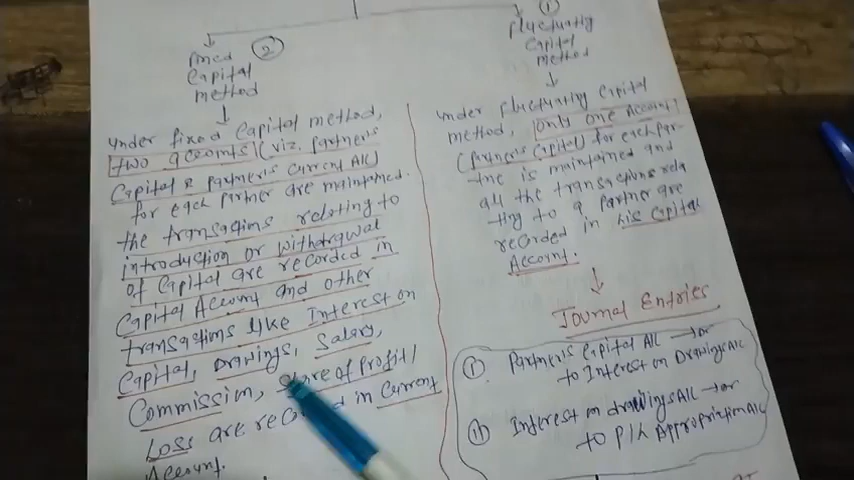 ②
Fixed
Capital
method
under fixed Capital method,
two accounts (viz. partner's
Capital & partner's current A/C)
for each partner are maintained.
the transactions relating to
introduction or withdrawal
of Capital are recorded in
Capital Account and other
transactions like Interest on
Capital, Drawings, Salary,
Commission, Share of Profit/
Loss are recorded in Current
Account.
①
Fluctuating
Capital
method
under fluctuating Capital
method, only one Account
(partner's Capital) for each par-
tne is maintained and
all the transactions rela
ting to a partner are
recorded in his Capital
Account.
Journal Entries
① Partner's Capital A/C
to Interest on Drawings A/C
② Interest on drawings A/C
to P/L Appropriation A/C